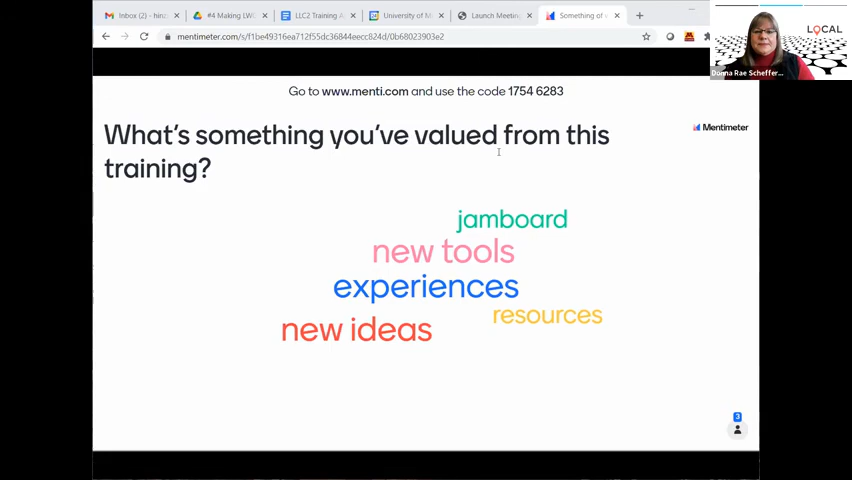 Inbox (2) - hinz
#4 Making LWC
LLC2 Training A
University of M
Launch Meeting
Something of v
mentimeter.com/s/f1be49316ea712f55dc36844eecc824d/0b68023903e2
LOCAL
Donna Rae Scheffer...
Go to www.menti.com and use the code 1754 6283
What's something you've valued from this
training?
Mentimeter
jamboard
new tools
experiences
resources
new ideas
3